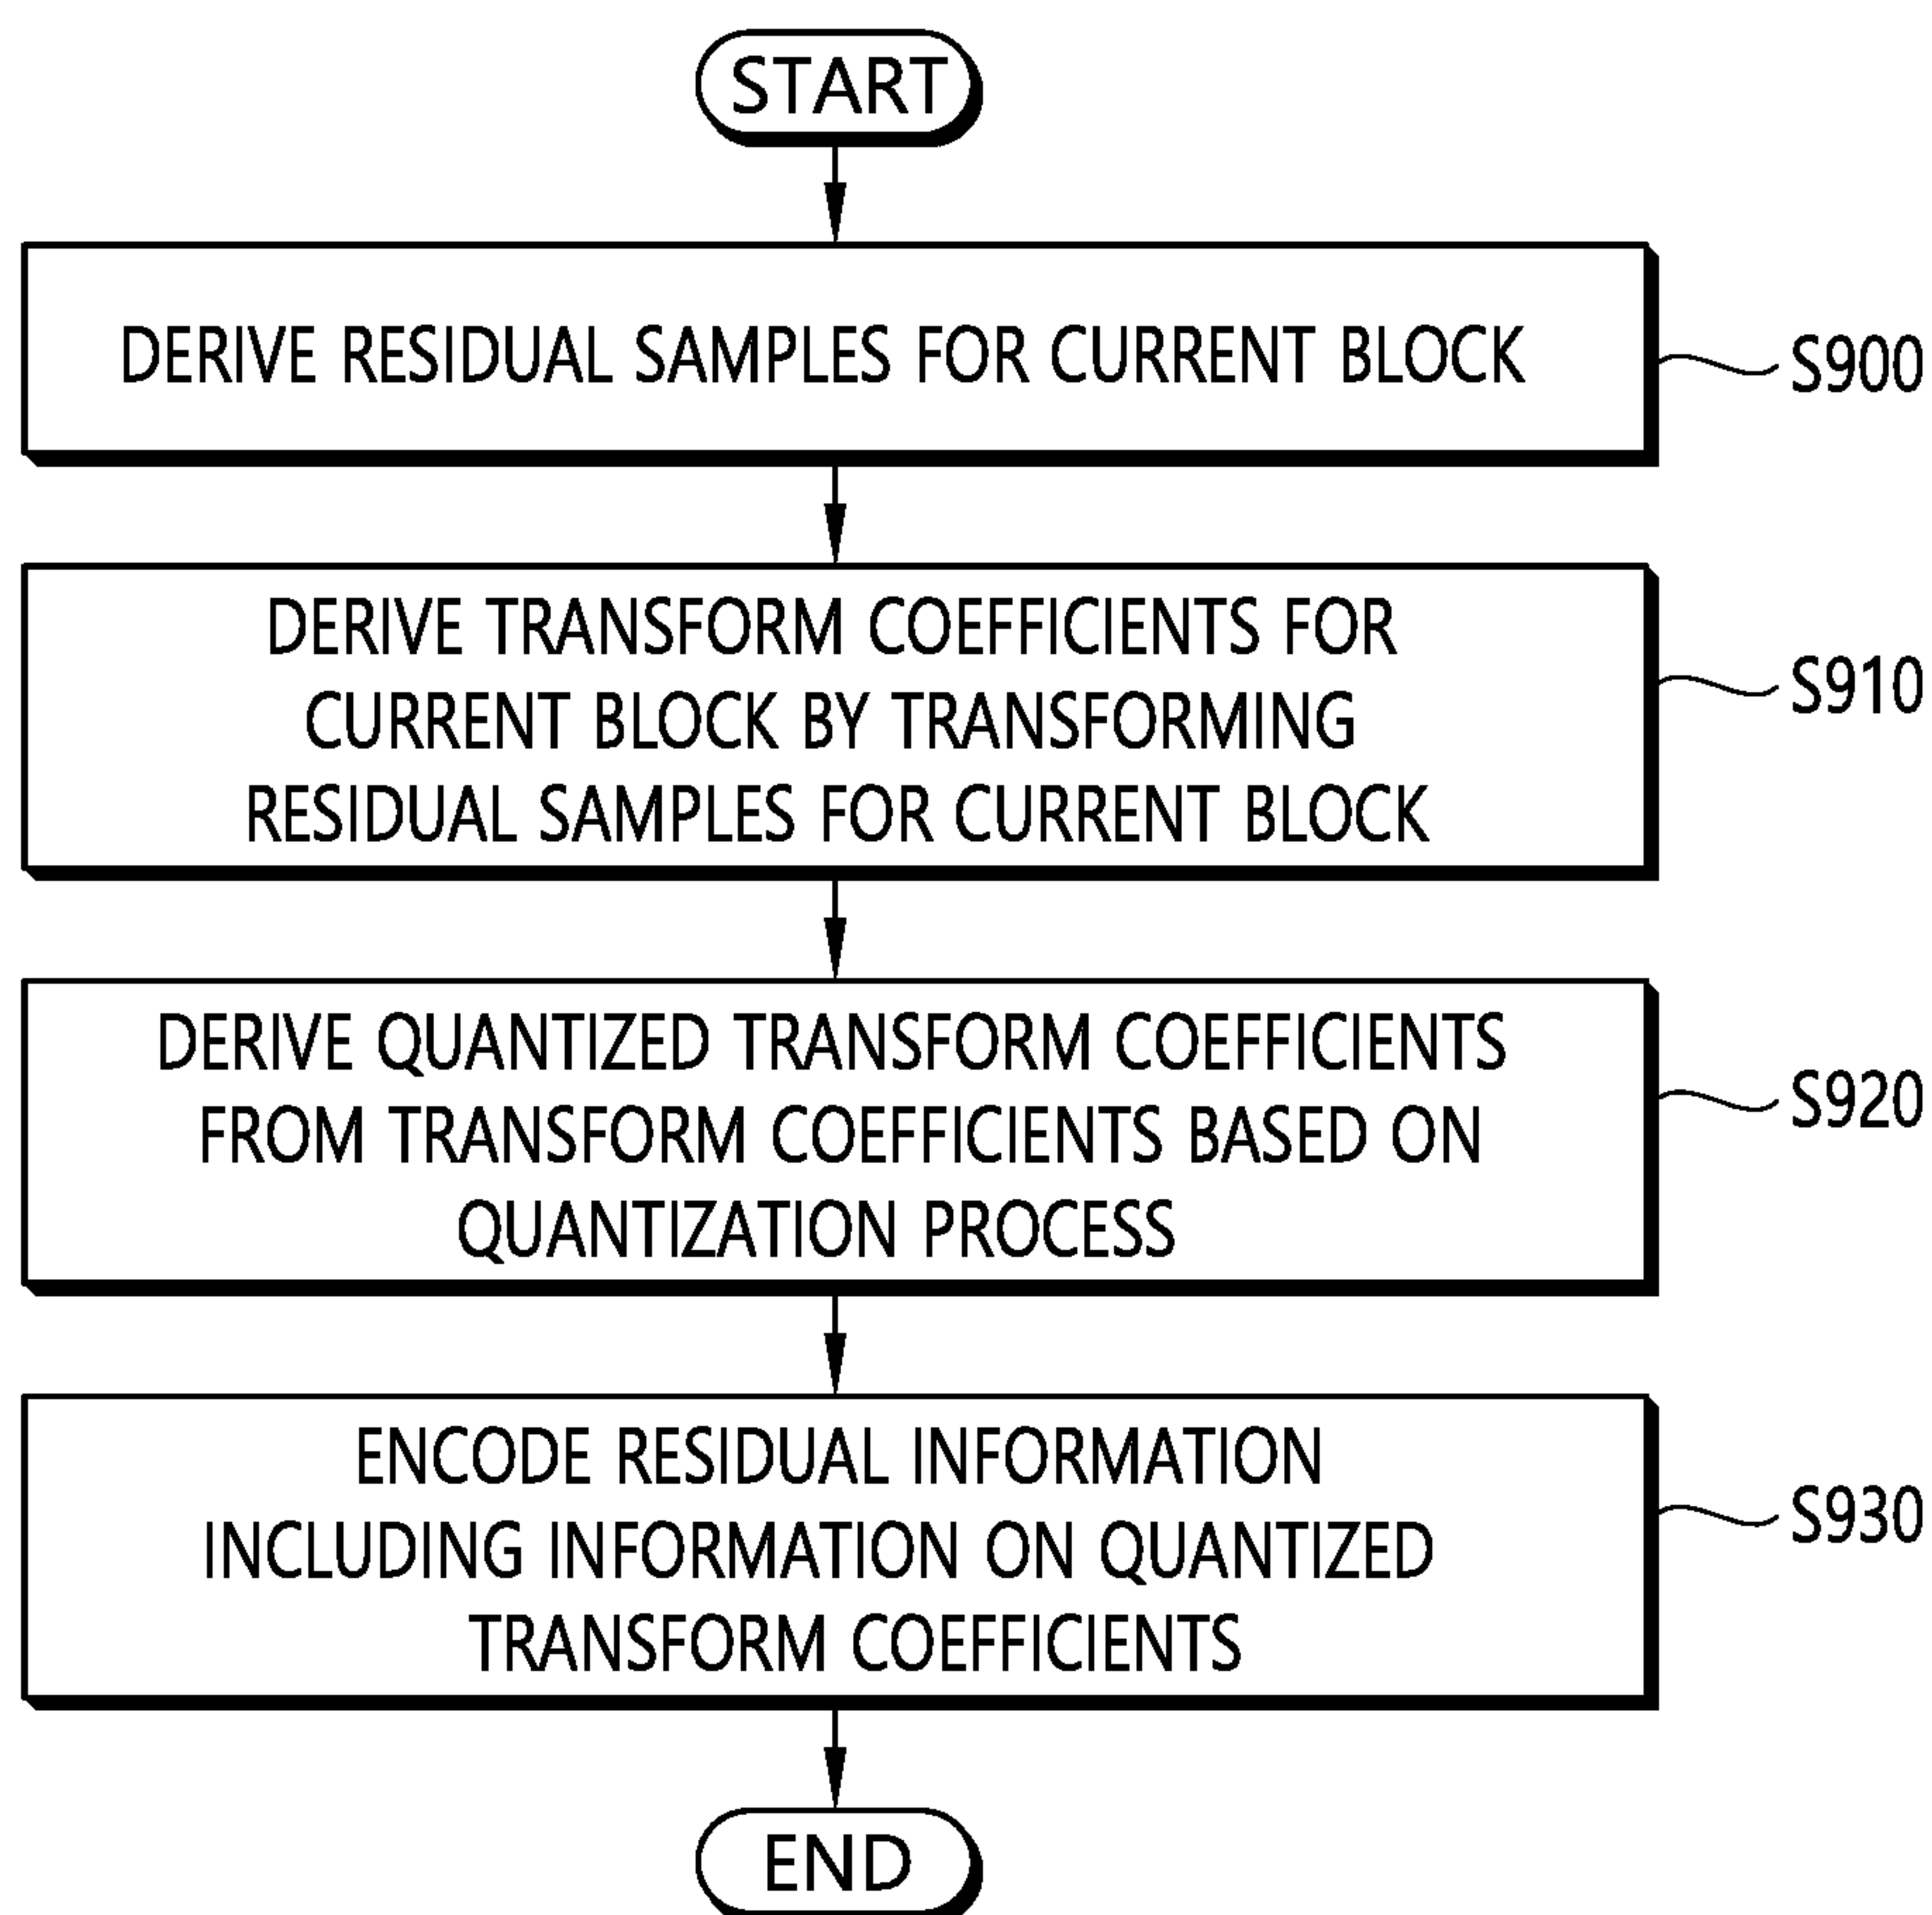 START
DERIVE RESIDUAL SAMPLES FOR CURRENT BLOCK
S900
DERIVE TRANSFORM COEFFICIENTS FOR
CURRENT BLOCK BY TRANSFORMING
RESIDUAL SAMPLES FOR CURRENT BLOCK
S910
DERIVE QUANTIZED TRANSFORM COEFFICIENTS
FROM TRANSFORM COEFFICIENTS BASED ON
QUANTIZATION PROCESS
S920
ENCODE RESIDUAL INFORMATION
INCLUDING INFORMATION ON QUANTIZED
TRANSFORM COEFFICIENTS
S930
END